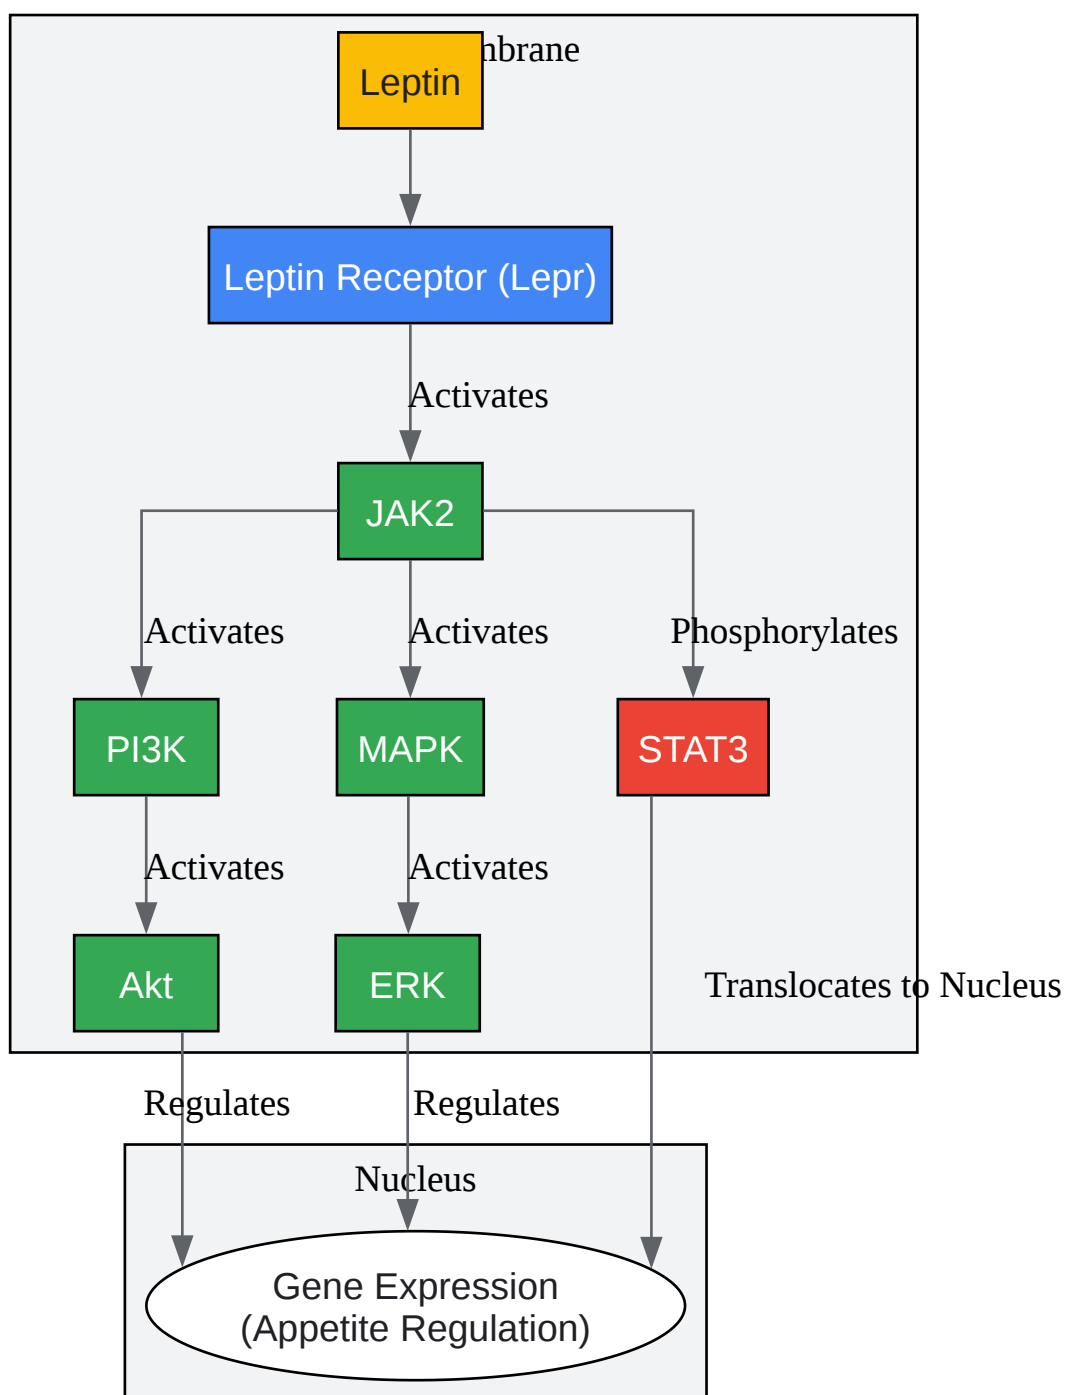 Leptin
Leptin Receptor (Lepr)
Activates
JAK2
Activates
Activates
Phosphorylates
PI3K
MAPK
STAT3
Activates
Activates
Akt
ERK
Translocates to Nucleus
Regulates
Regulates
Nucleus
Gene Expression
(Appetite Regulation)